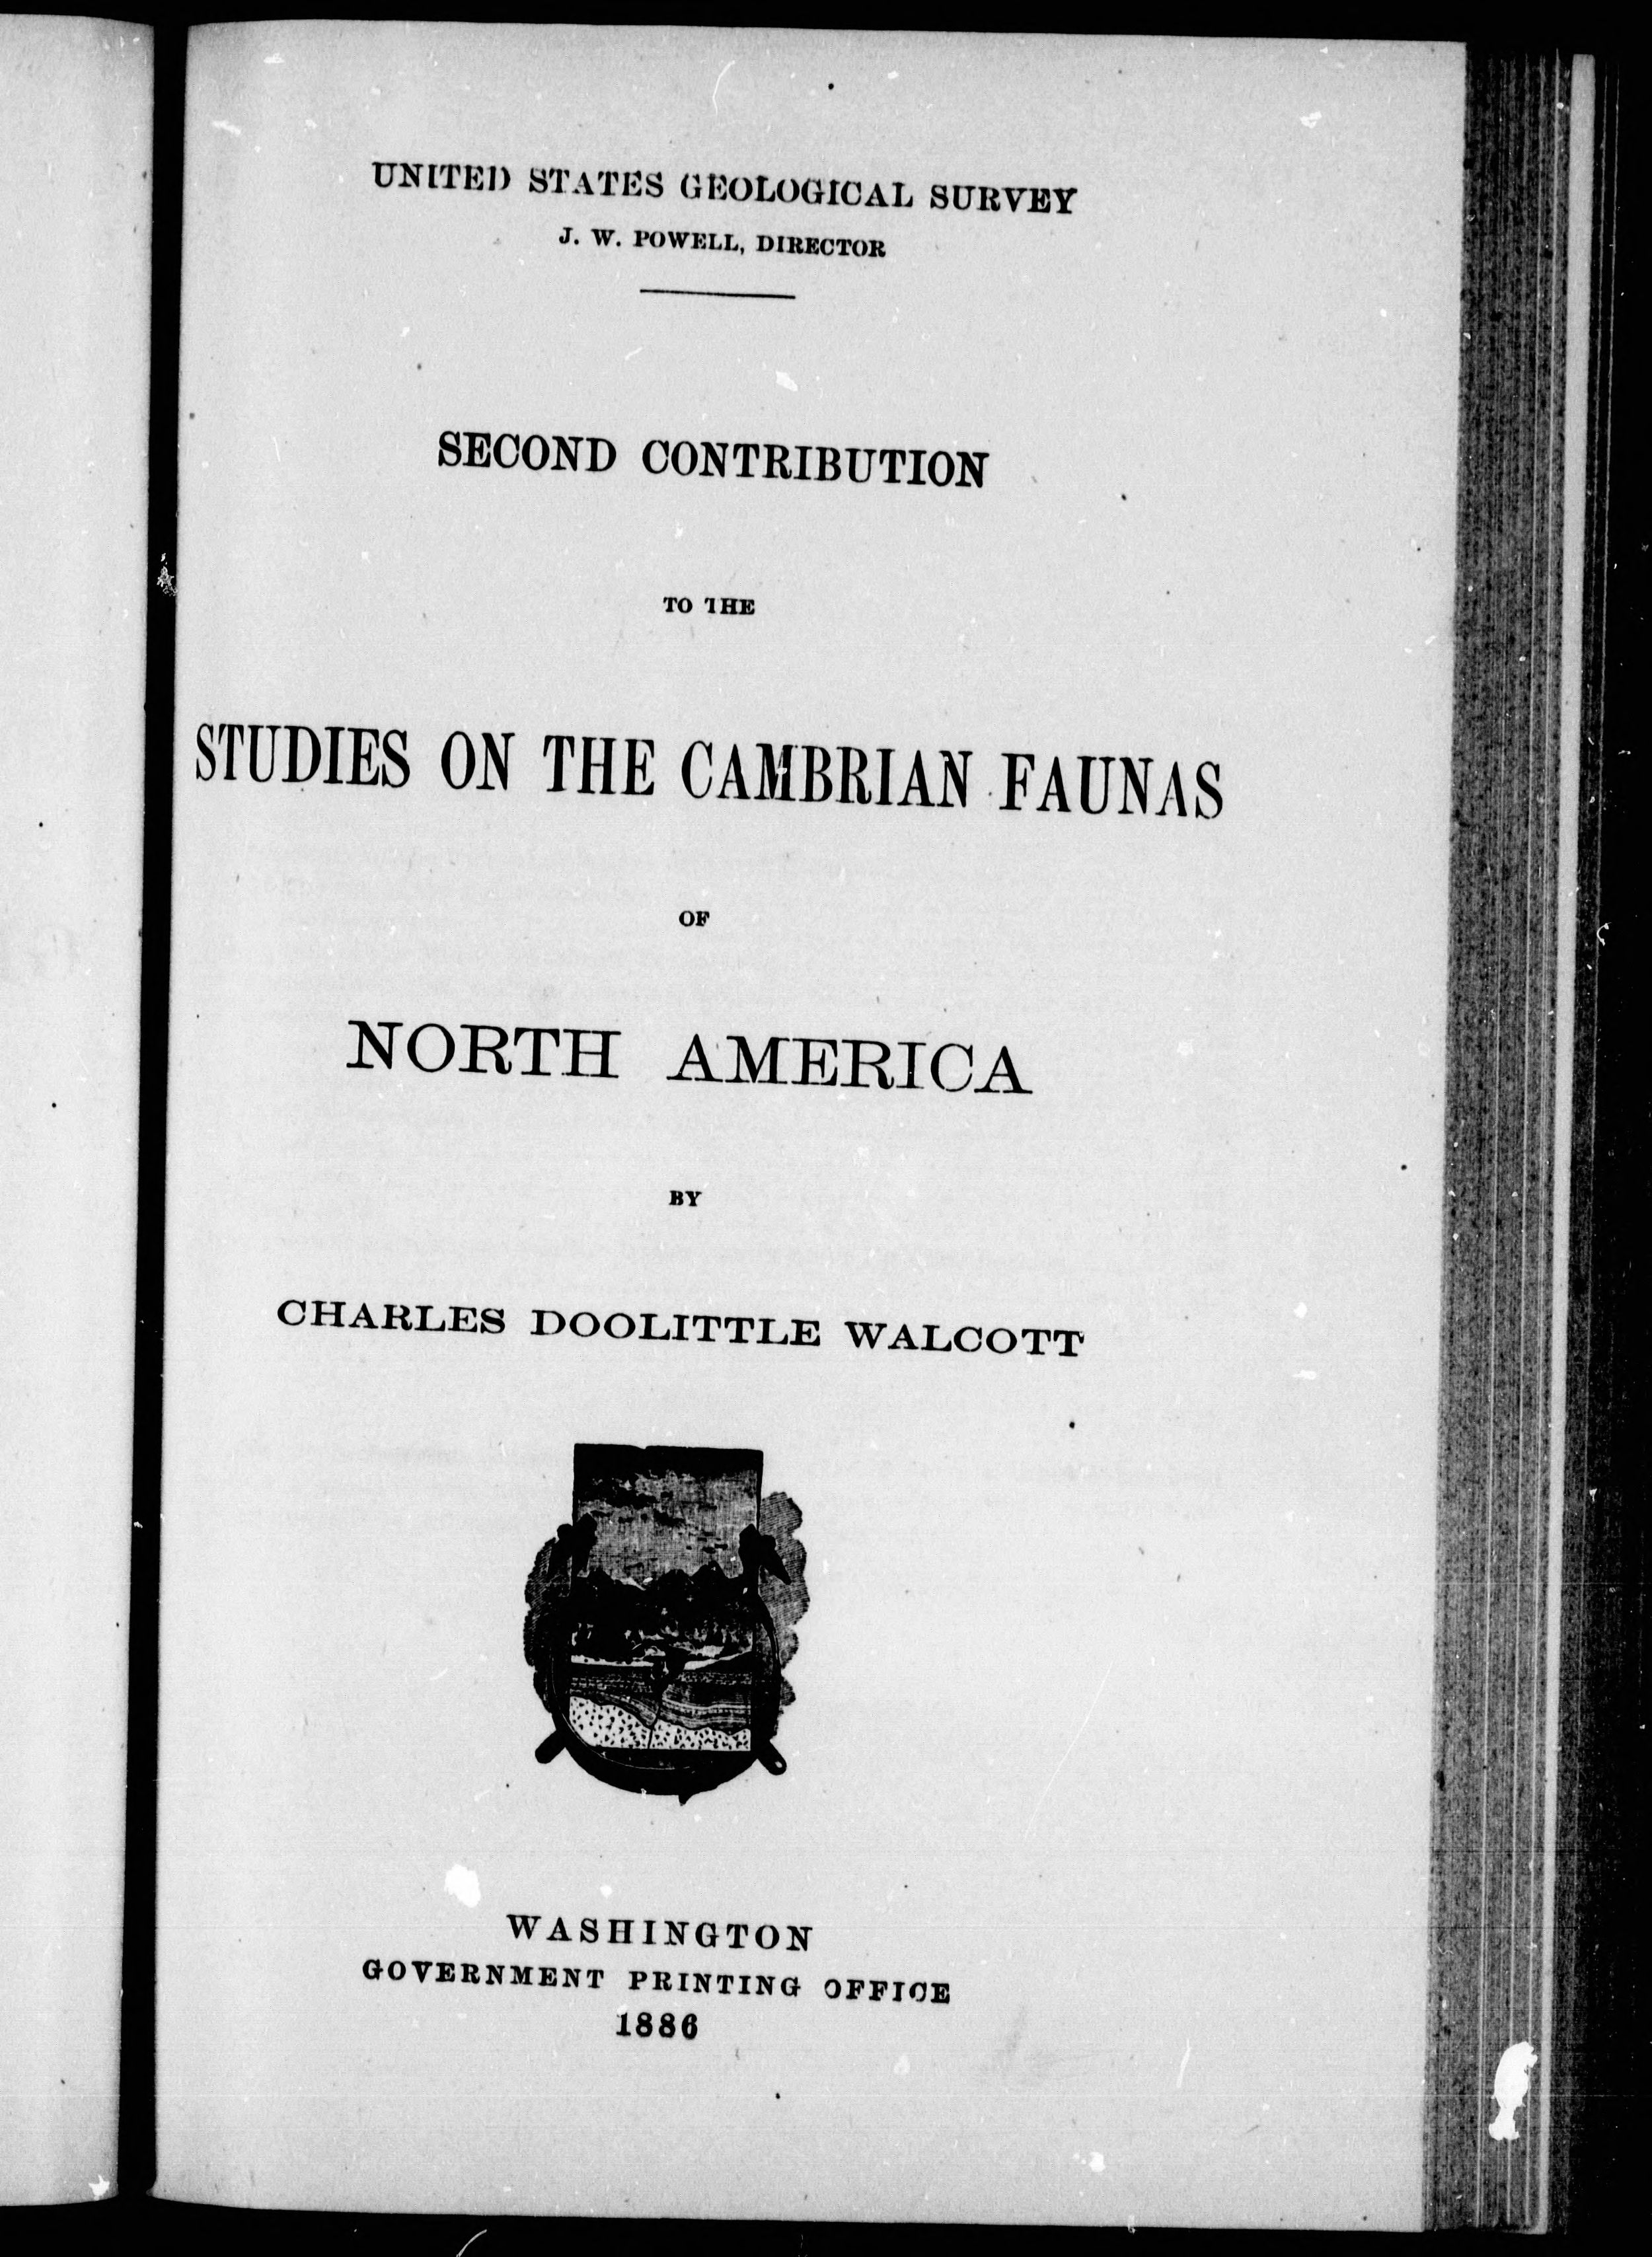 UNITED STATES GEOLOGICAL SURVEY
J. W. POWELL, DIRECTOR
SECOND CONTRIBUTION
TO THE
STUDIES ON THE CAMBRIAN FAUNAS
OF
NORTH AMERICA
BY
CHARLES DOOLITTLE WALCOTT
WASHINGTON
GOVERNMENT PRINTING OFFICE
1886